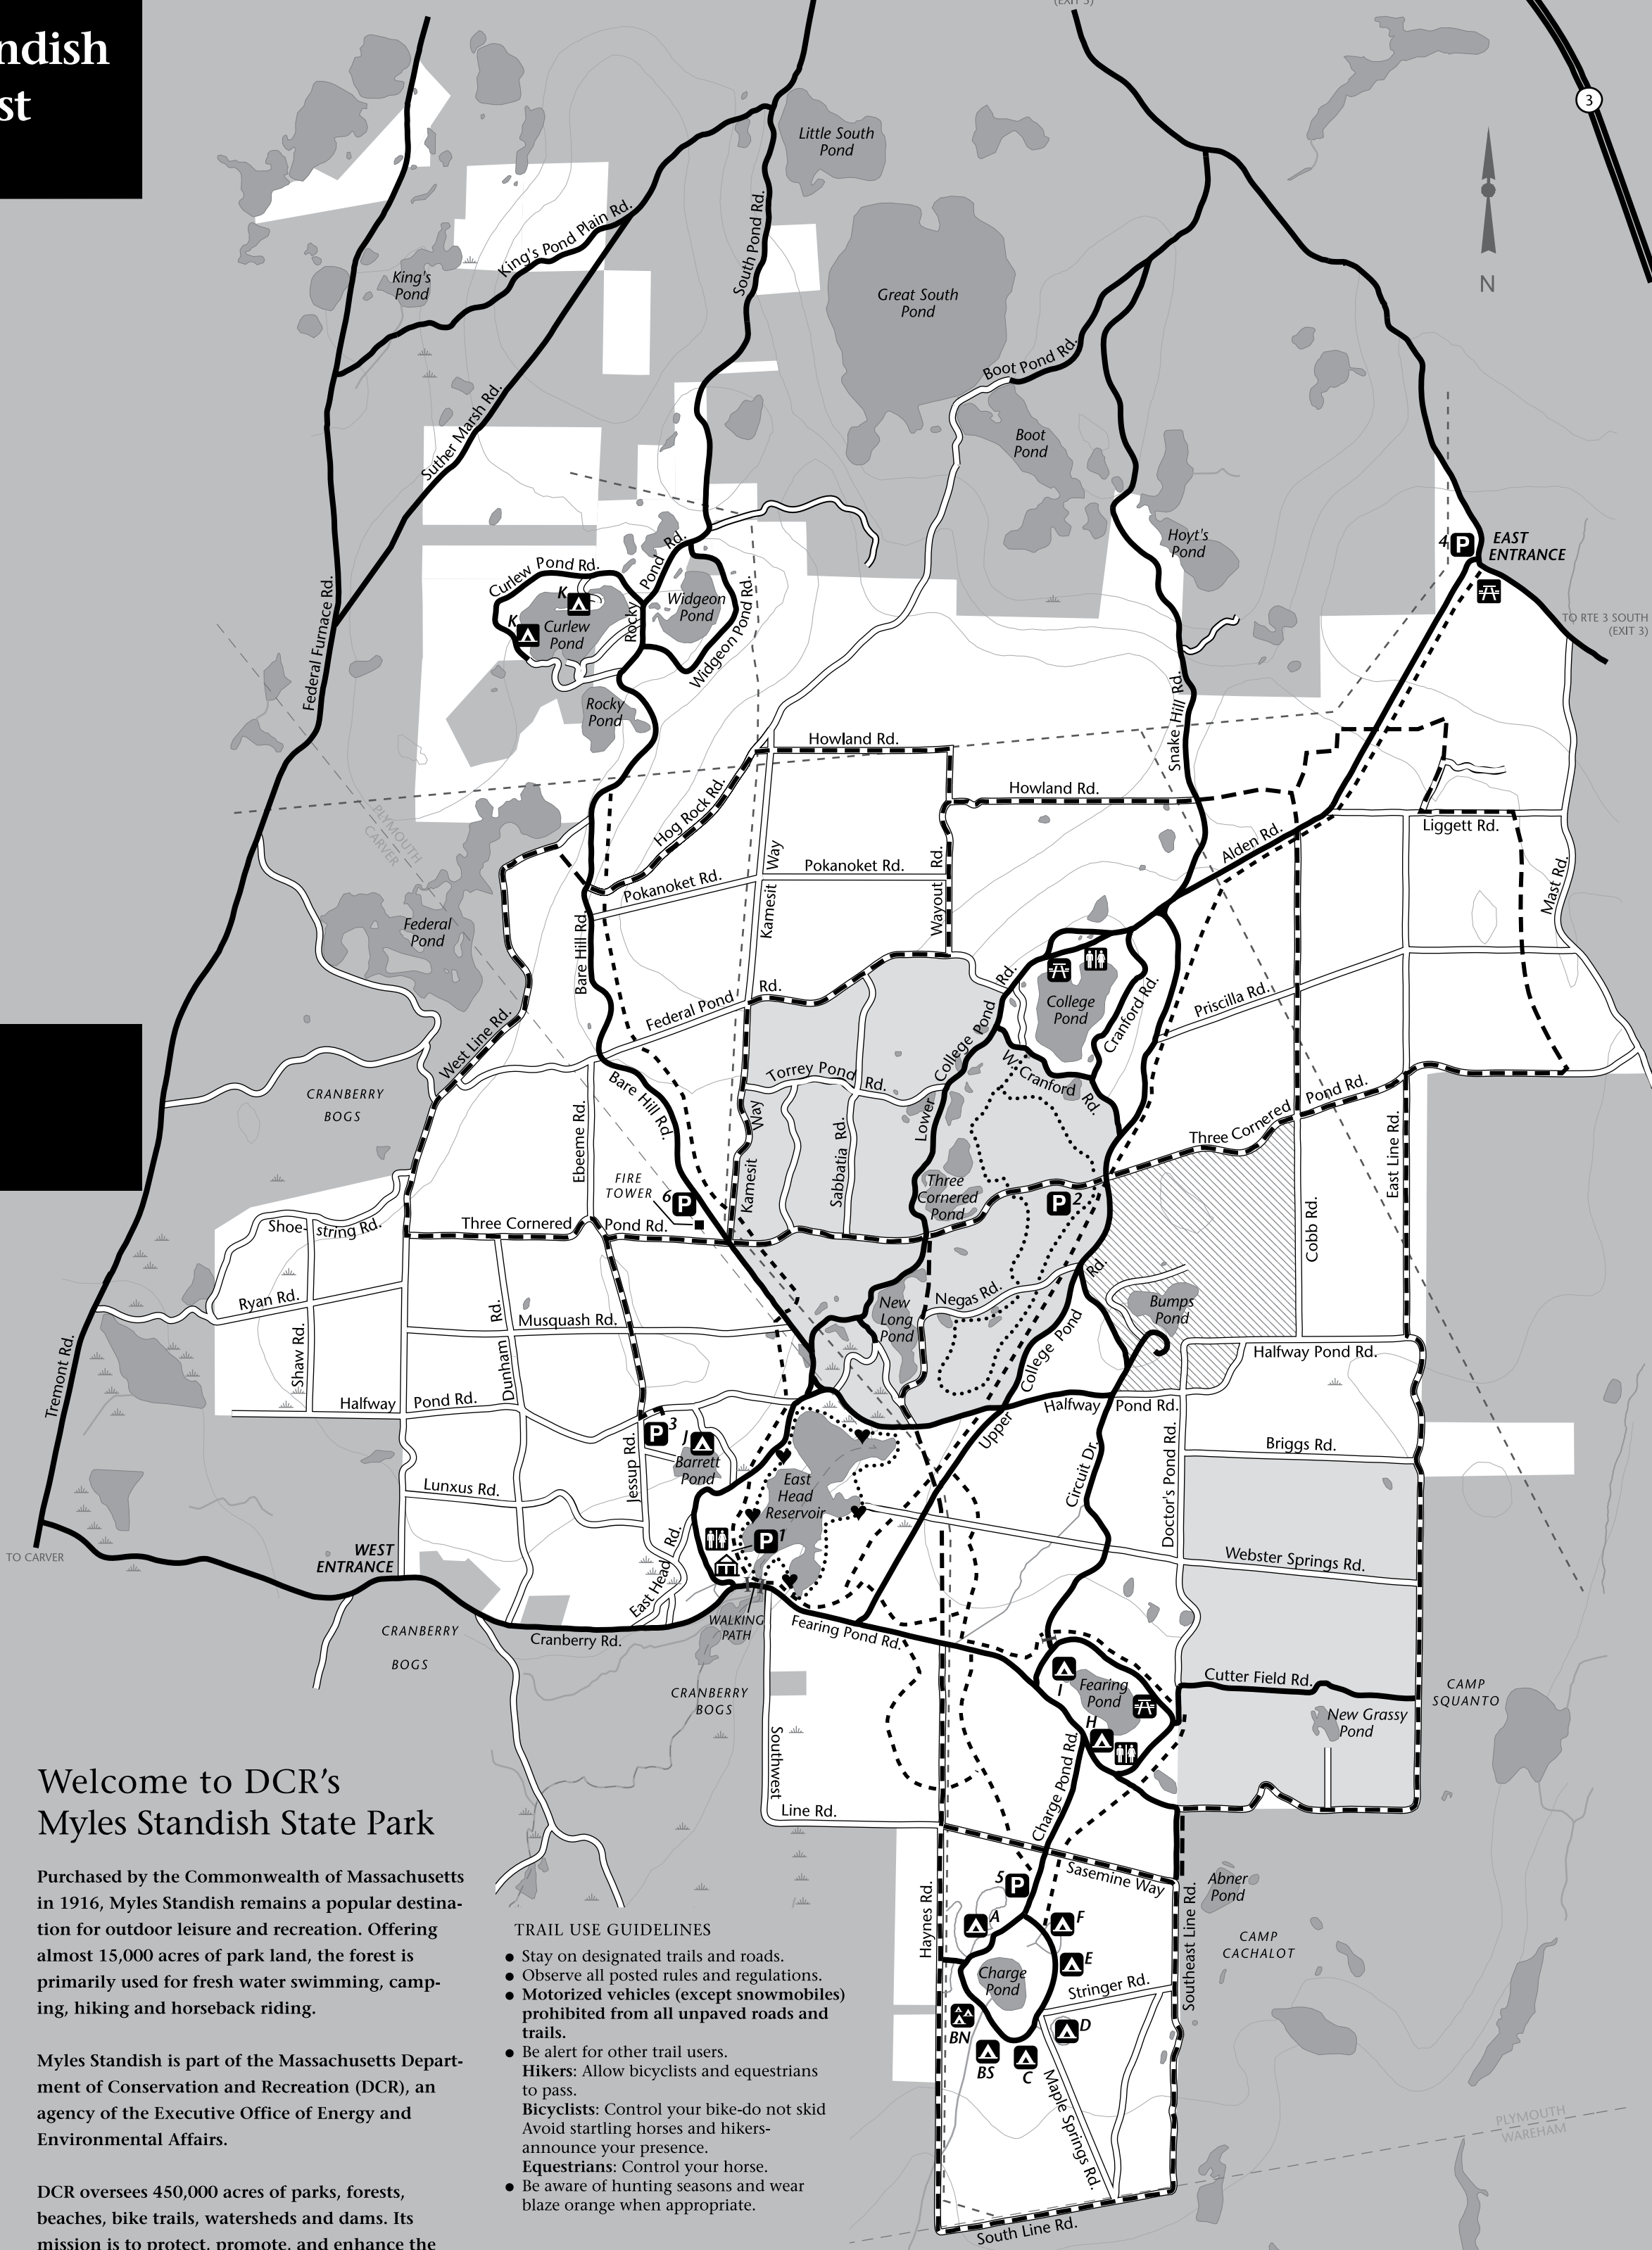 ndish
st
(EXIT 5)
3
N
Little South
Pond
King's Pond Plain Rd.
South Pond Rd.
King's
Pond
Great South
Pond
Boot Pond Rd.
Suther Marsh Rd.
Boot
Pond
Hoyt's
Pond
4 P EAST
ENTRANCE
TO RTE 3 SOUTH
(EXIT 3)
Federal Furnace Rd.
Curlew Pond Rd.
K
K
Curlew
Pond
Rocky Pond Rd.
Widgeon
Pond
Widgeon Pond Rd.
Rocky
Pond
Snake Hill Rd.
Howland Rd.
Howland Rd.
Hog Rock Rd.
PLYMOUTH
CARVER
Liggett Rd.
Alden Rd.
Mast Rd.
Pokanoket Rd.
Pokanoket Rd.
Kamesit Way
Wayout Rd.
Bare Hill Rd.
Federal
Pond
College
Pond
Cranford Rd.
Priscilla Rd.
Federal Pond Rd.
West Line Rd.
Lower College Pond Rd.
W. Cranford Rd.
Torrey Pond Rd.
CRANBERRY
BOGS
Bare Hill Rd.
Ebeeme Rd.
Kamesit Way
Sabbatia Rd.
Three Cornered Pond Rd.
East Line Rd.
Cobb Rd.
FIRE
TOWER
6 P
P 2
Three
Cornered
Pond
Shoe- string Rd.
Three Cornered Pond Rd.
Ryan Rd.
Shaw Rd.
Musquash Rd.
Dunham Rd.
New
Long
Pond
Negas Rd.
Upper College Pond Rd.
Bumps
Pond
Halfway Pond Rd.
Tremont Rd.
Halfway Pond Rd.
Halfway Pond Rd.
P 3
J
Barrett
Pond
Jessup Rd.
Briggs Rd.
Lunxus Rd.
East
Head
Reservoir
Circuit Dr.
Doctor's Pond Rd.
P 1
Webster Springs Rd.
TO CARVER
WEST
ENTRANCE
East Head Rd.
WALKING
PATH
Fearing Pond Rd.
Cranberry Rd.
CRANBERRY
BOGS
CRANBERRY
BOGS
I
Fearing
Pond
H
Cutter Field Rd.
New Grassy
Pond
CAMP
SQUANTO
Southwest Line Rd.
Charge Pond Rd.
Sasemine Way
5 P
A
F
E
Charge
Pond
Stringer Rd.
BN
BS
C
D
Haynes Rd.
Southeast Line Rd.
Abner
Pond
CAMP
CACHALOT
Maple Springs Rd.
South Line Rd.
PLYMOUTH
WAREHAM
Welcome to DCR’s
Myles Standish State Park
Purchased by the Commonwealth of Massachusetts
in 1916, Myles Standish remains a popular destina-
tion for outdoor leisure and recreation. Offering
almost 15,000 acres of park land, the forest is
primarily used for fresh water swimming, camp-
ing, hiking and horseback riding.
Myles Standish is part of the Massachusetts Depart-
ment of Conservation and Recreation (DCR), an
agency of the Executive Office of Energy and
Environmental Affairs.
DCR oversees 450,000 acres of parks, forests,
beaches, bike trails, watersheds and dams. Its
mission is to protect, promote, and enhance the
TRAIL USE GUIDELINES
● Stay on designated trails and roads.
● Observe all posted rules and regulations.
● Motorized vehicles (except snowmobiles)
prohibited from all unpaved roads and
trails.
● Be alert for other trail users.
Hikers: Allow bicyclists and equestrians
to pass.
Bicyclists: Control your bike-do not skid
Avoid startling horses and hikers-
announce your presence.
Equestrians: Control your horse.
● Be aware of hunting seasons and wear
blaze orange when appropriate.